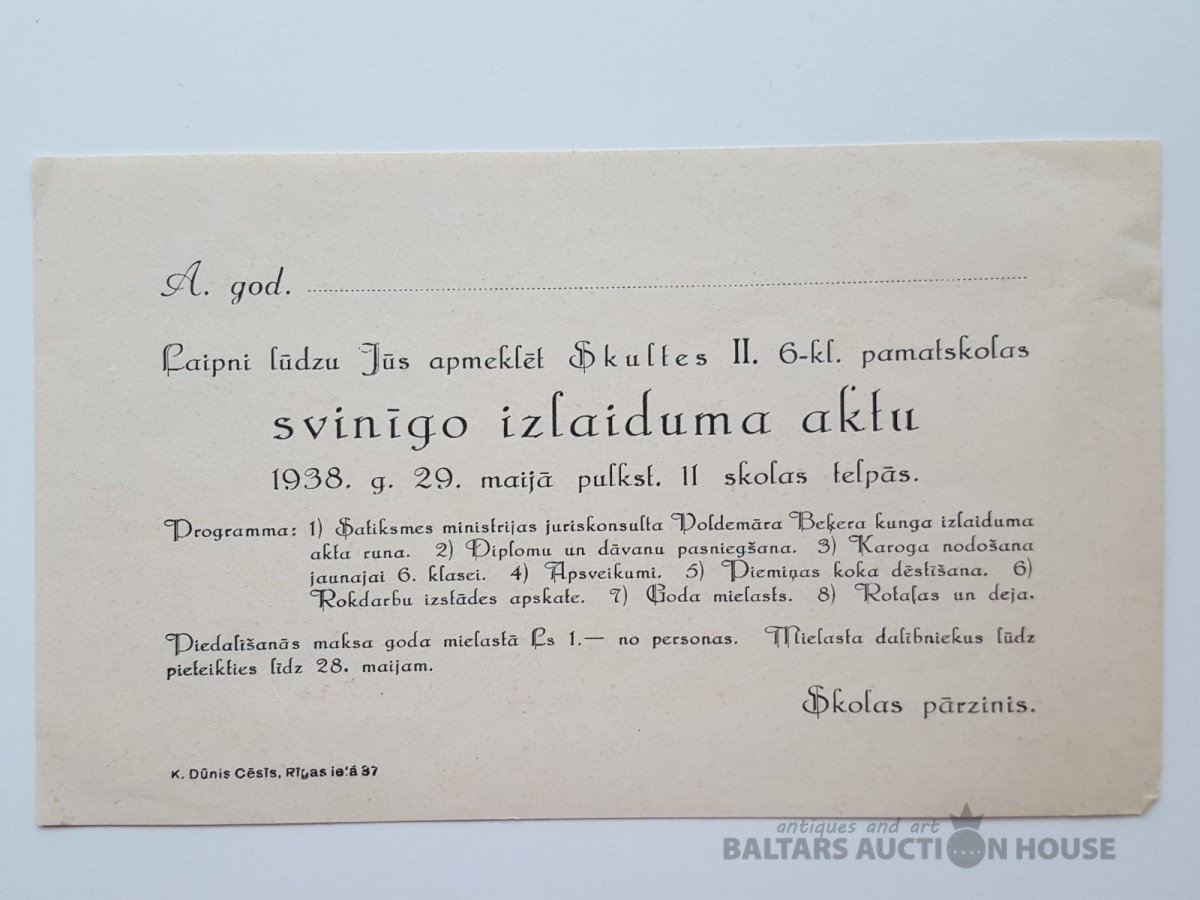 A. god.
Laipni lūdzu Jūs apmeklēt Skultes II. 6-kl. pamatskolas
svinīgo izlaiduma aktu
1938. g. 29. maijā pulkst. 11 skolas telpās.
Programma: 1) Satiksmes ministrijas juriskonsulta Voldemāra Beķera kunga izlaiduma
akta runa. 2) Diplomu un dāvanu pasniegšana. 3) Karoga nodošana
jaunajai 6. klasei. 4) Apsveikumi. 5) Piemiņas koka dēstīšana. 6)
Rokdarbu izstādes apskate. 7) Goda mielasts. 8) Rotaļas un deja.
Piedalīšanās maksa goda mielastā Ls 1.— no personas. Mielasta dalībniekus lūdz
pieteikties līdz 28. maijam.
Skolas pārzinis.
K. Dūnis Cēsīs, Rīgas ielā 37
antiques and art
BALTARS AUCTION HOUSE